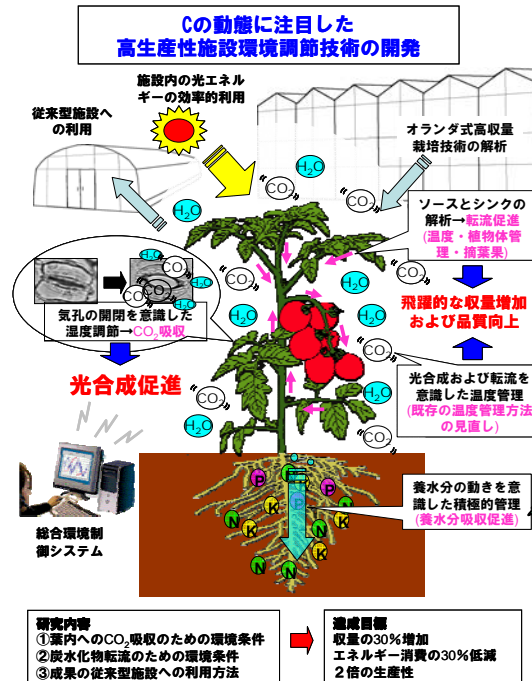 Cの動態に注目した
高生産性施設環境調節技術の開発
施設内の光エネル
ギーの効率的利用
従来型施設へ
の利用
オランダ式高収量
栽培技術の解析
H₂O
CO₂
CO₂
H₂O
H₂O
ソースとシンクの
解析→転流促進
(温度・植物体管
理・摘葉果)
H₂O
CO₂
CO₂
H₂O
CO₂
CO₂
H₂O
H₂O
CO₂
H₂O
H₂O
気孔の開閉を意識した
湿度調節→CO₂吸収
飛躍的な収量増加
および品質向上
CO₂
光合成促進
光合成および転流を
意識した温度管理
(既存の温度管理方法
の見直し)
CO₂
H₂O
H₂O
CO₂
総合環境制
御システム
養水分の動きを意
識した積極的管理
(養水分吸収促進)
P
N
P
K
K
P
N
N
K
N
K
K
N
N
研究内容
①葉内へのCO₂吸収のための環境条件
②炭水化物転流のための環境条件
③成果の従来型施設への利用方法
達成目標
収量の30%増加
エネルギー消費の30%低減
２倍の生産性